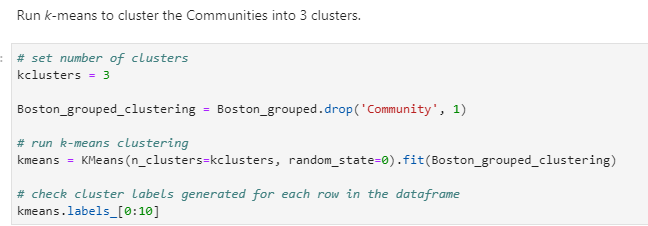 Run k-means to cluster the Communities into 3 clusters.
:
# set number of clusters
kclusters = 3
Boston_grouped_clustering = Boston_grouped.drop('Community', 1)
# run k-means clustering
kmeans = KMeans(n_clusters=kclusters, random_state=0).fit(Boston_grouped_clustering)
# check cluster labels generated for each row in the dataframe
kmeans.labels_[0:10]